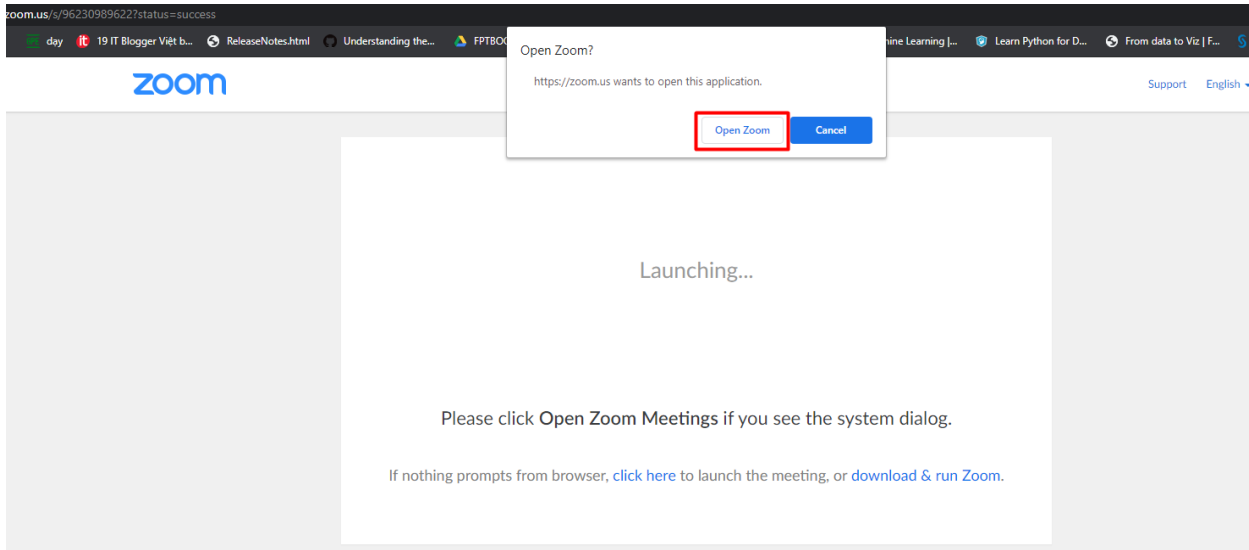 zoom.us/s/96230989622?status=success
dạy
19 IT Blogger Việt b...
ReleaseNotes.html
Understanding the...
FPTBOO
hine Learning |...
Learn Python for D...
From data to Viz | F...
Open Zoom?
https://zoom.us wants to open this application.
Open Zoom
Cancel
zoom
Support
English
Launching...
Please click Open Zoom Meetings if you see the system dialog.
If nothing prompts from browser, click here to launch the meeting, or download & run Zoom.